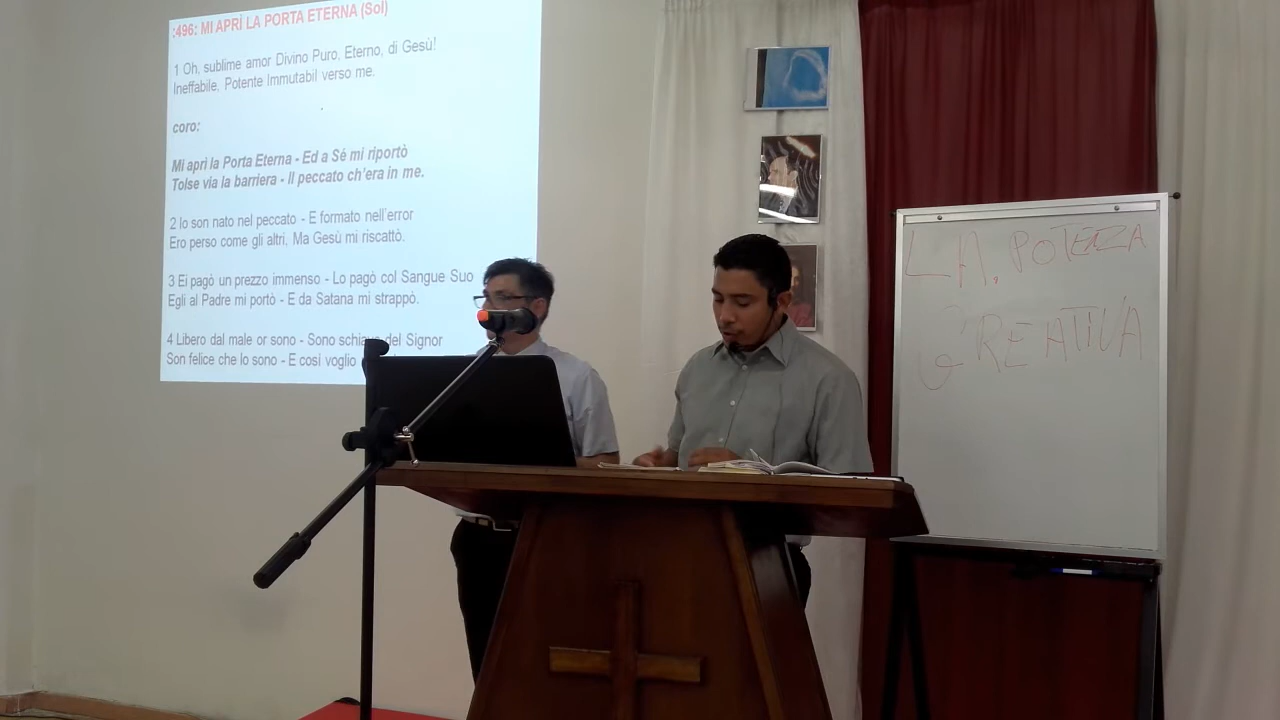 :496: MI APRÌ LA PORTA ETERNA (Sol)
1 Oh, sublime amor Divino Puro, Eterno, di Gesù!
Ineffabile, Potente Immutabil verso me.
coro:
Mi aprì la Porta Eterna - Ed a Sé mi riportò
Tolse via la barriera - Il peccato ch'era in me.
2 Io son nato nel peccato - E formato nell'error
Ero perso come gli altri, Ma Gesù mi riscattò.
3 Ei pagò un prezzo immenso - Lo pagò col Sangue Suo
Egli al Padre mi portò - E da Satana mi strappò.
4 Libero dal male or sono - Sono schiavo del Signor
Son felice che lo sono - E così voglio
LA POTENZA
CREATIVA